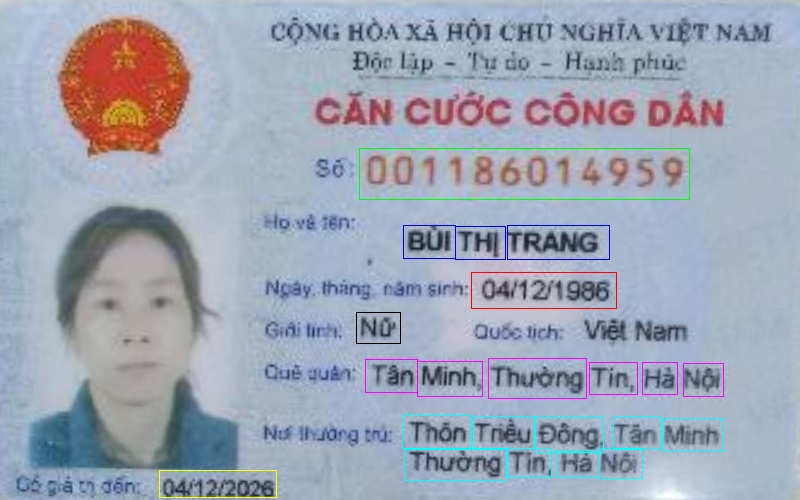 CỘNG HÒA XÃ HỘI CHỦ NGHĨA VIỆT NAM
Độc lập - Tự do - Hạnh phúc
CĂN CƯỚC CÔNG DÂN
Số: 001186014959
Họ và tên:
BÙI THỊ TRANG
Ngày, tháng, năm sinh: 04/12/1986
Giới tính: Nữ Quốc tịch: Việt Nam
Quê quán: Tân Minh, Thường Tín, Hà Nội
Nơi thường trú: Thôn Triều Đông, Tân Minh
Thường Tín, Hà Nội
Có giá trị đến: 04/12/2026